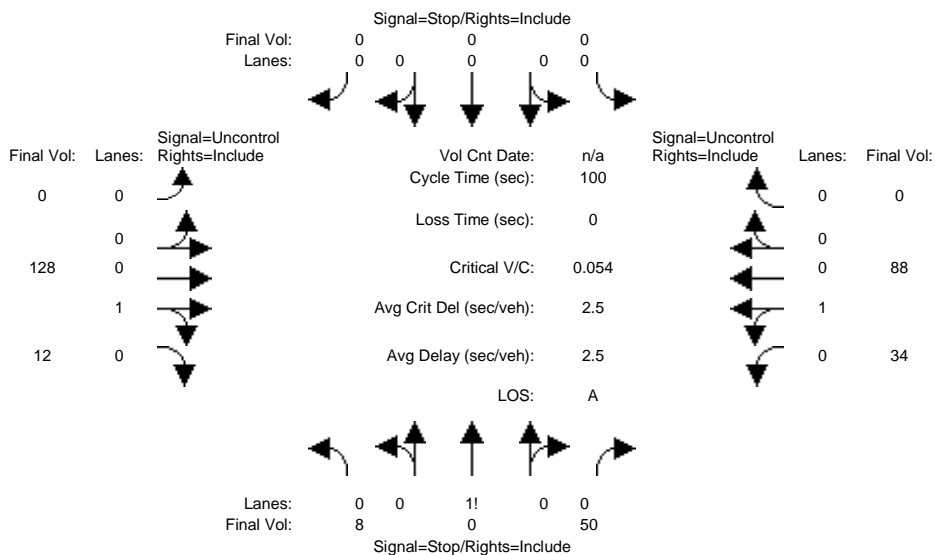 Signal=Stop/Rights=Include
Final Vol: 0 0 0
Lanes: 0 0 0 0 0
Signal=Uncontrol Signal=Uncontrol
Final Vol: Lanes: Rights=Include Vol Cnt Date: n/a Rights=Include Lanes: Final Vol:
Cycle Time (sec): 100
0 0 0 0
Loss Time (sec): 0
0 0
128 0 Critical V/C: 0.054 0 88
1 Avg Crit Del (sec/veh): 2.5 1
12 0 Avg Delay (sec/veh): 2.5 0 34
LOS: A
Lanes: 0 0 1! 0 0
Final Vol: 8 0 50
Signal=Stop/Rights=Include